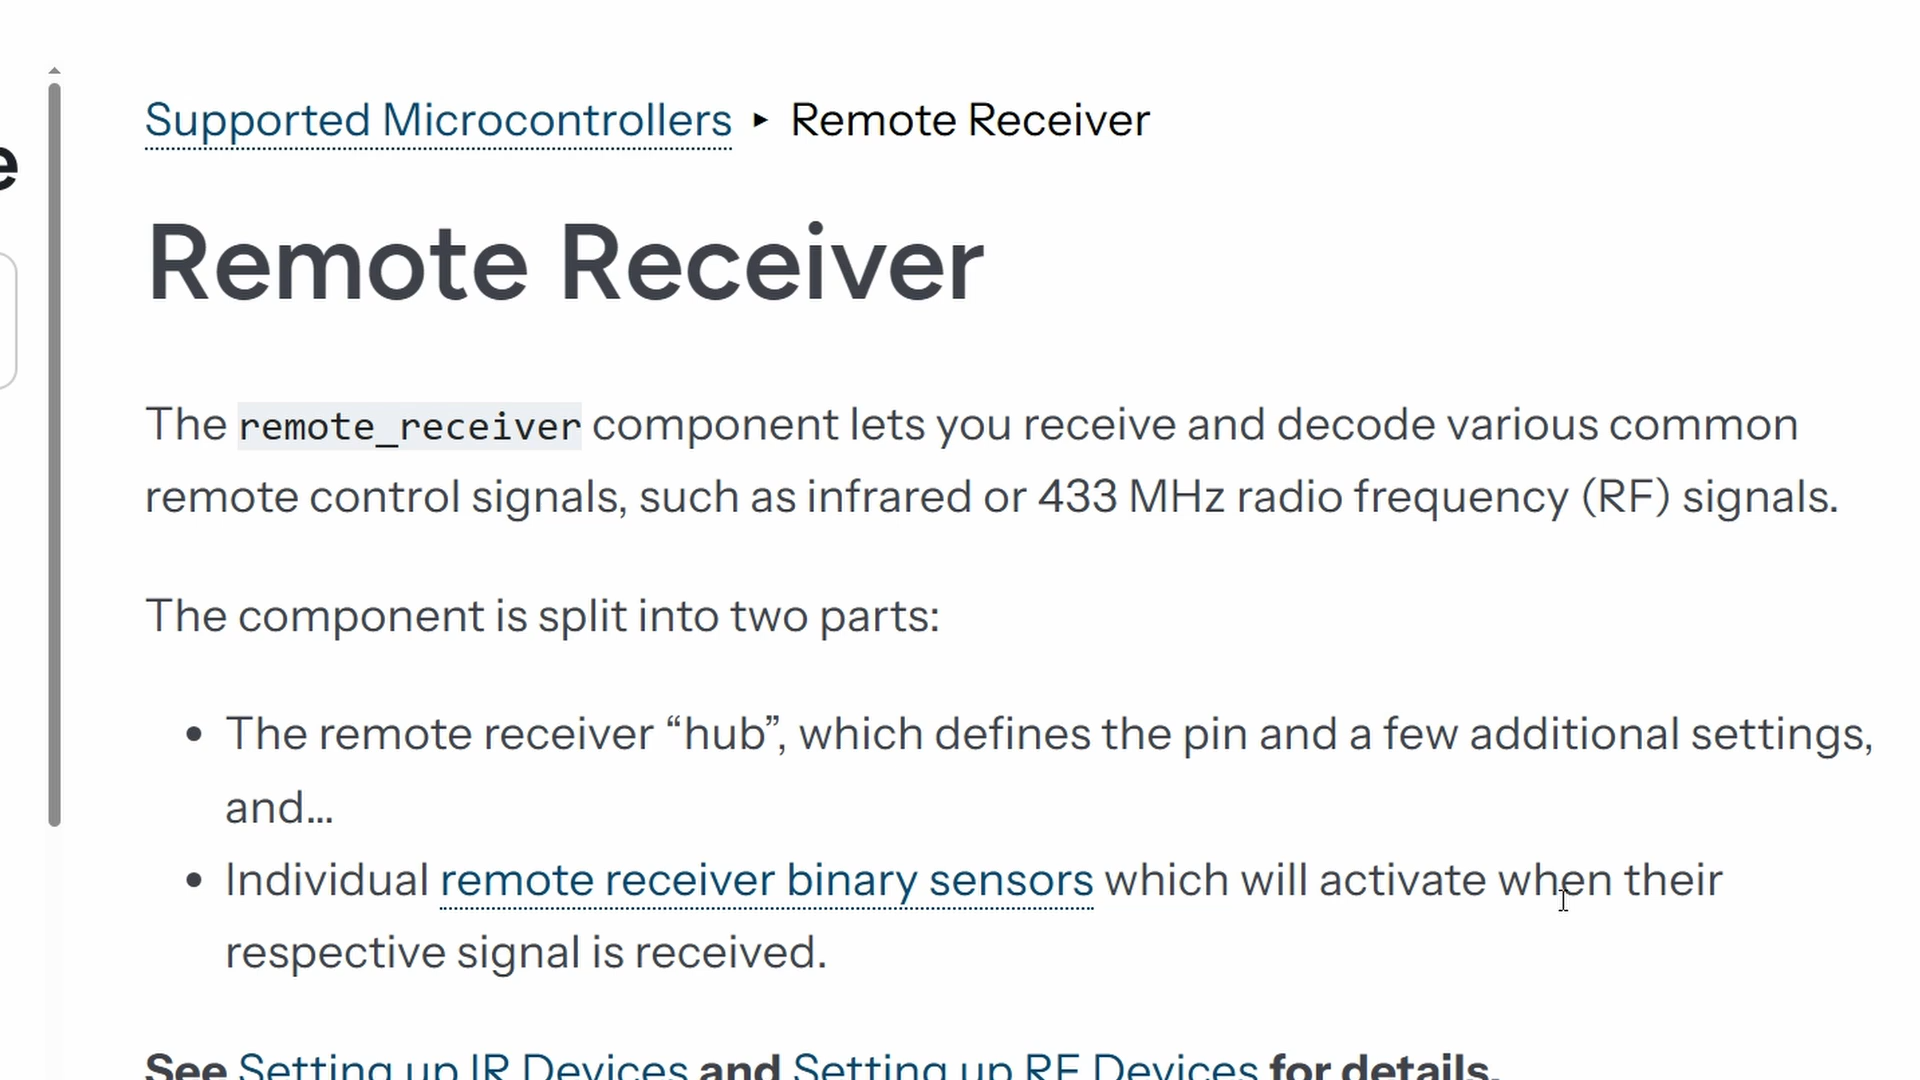 Supported Microcontrollers ▸ Remote Receiver
e
Remote Receiver
The remote_receiver component lets you receive and decode various common
remote control signals, such as infrared or 433 MHz radio frequency (RF) signals.
The component is split into two parts:
• The remote receiver “hub”, which defines the pin and a few additional settings,
and…
• Individual remote receiver binary sensors which will activate when their
respective signal is received.
See Setting up IR Devices and Setting up RF Devices for details.